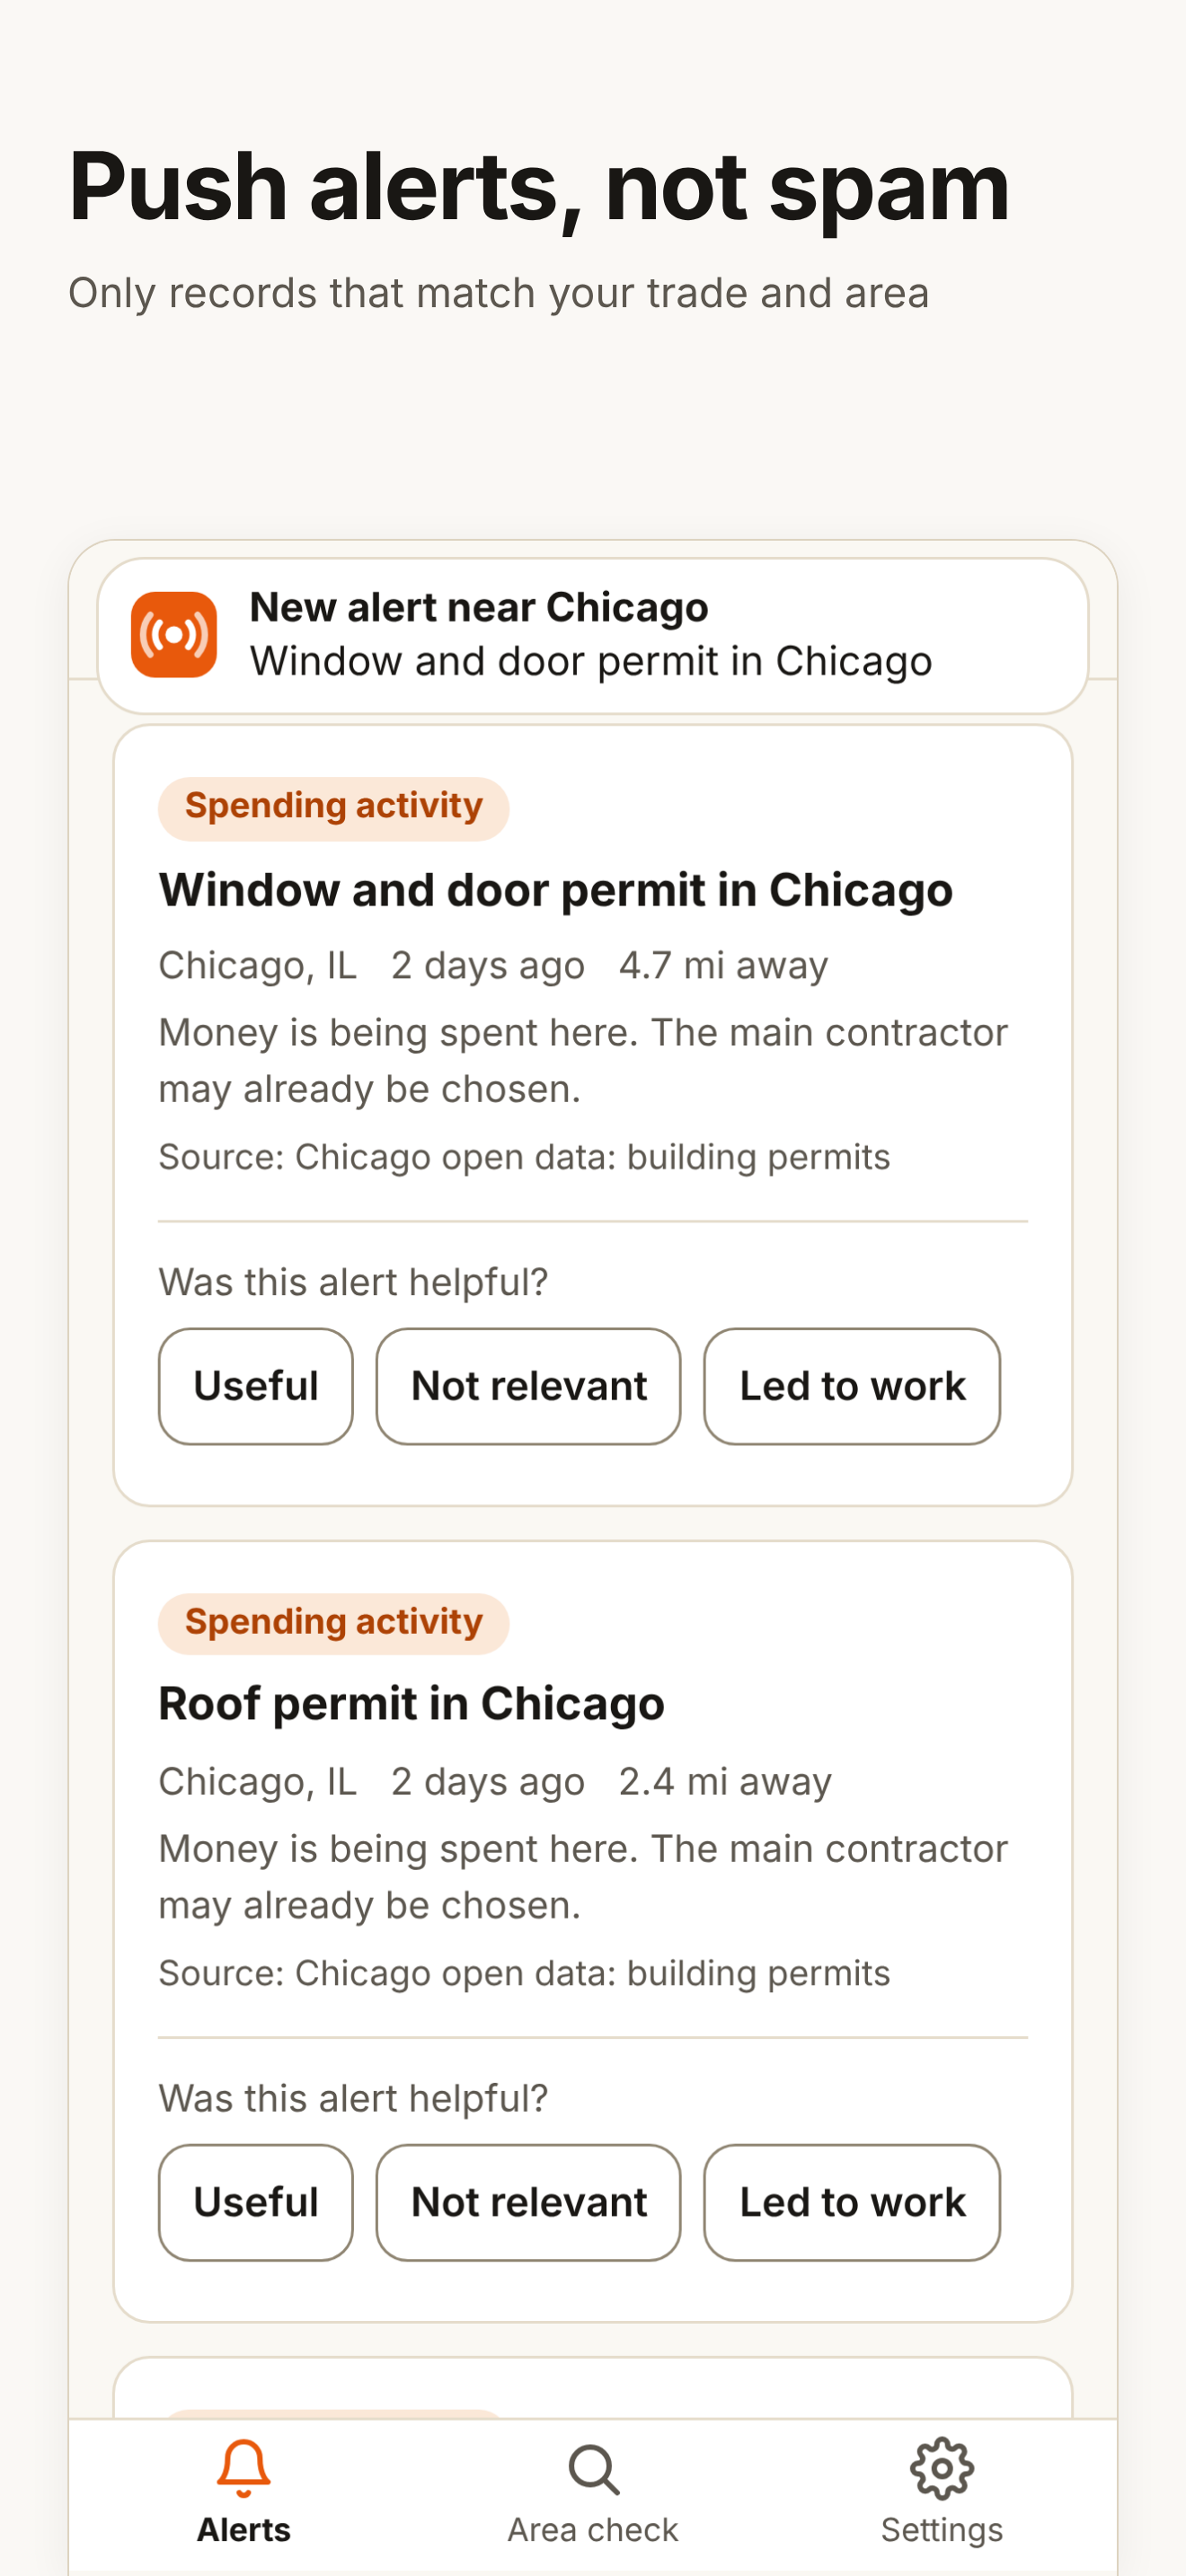 Push alerts, not spam
Only records that match your trade and area
New alert near Chicago
Window and door permit in Chicago
Spending activity
Window and door permit in Chicago
Chicago, IL 2 days ago 4.7 mi away
Money is being spent here. The main contractor
may already be chosen.
Source: Chicago open data: building permits
Was this alert helpful?
Useful Not relevant Led to work
Spending activity
Roof permit in Chicago
Chicago, IL 2 days ago 2.4 mi away
Money is being spent here. The main contractor
may already be chosen.
Source: Chicago open data: building permits
Was this alert helpful?
Useful Not relevant Led to work
Alerts Area check Settings